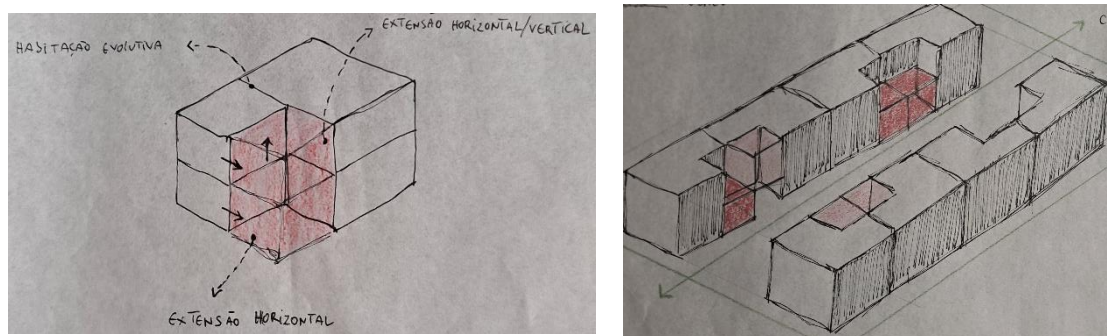 EXTENSÃO HORIZONTAL/VERTICAL
HABITAÇÃO EVOLUTIVA
EXTENSÃO HORIZONTAL